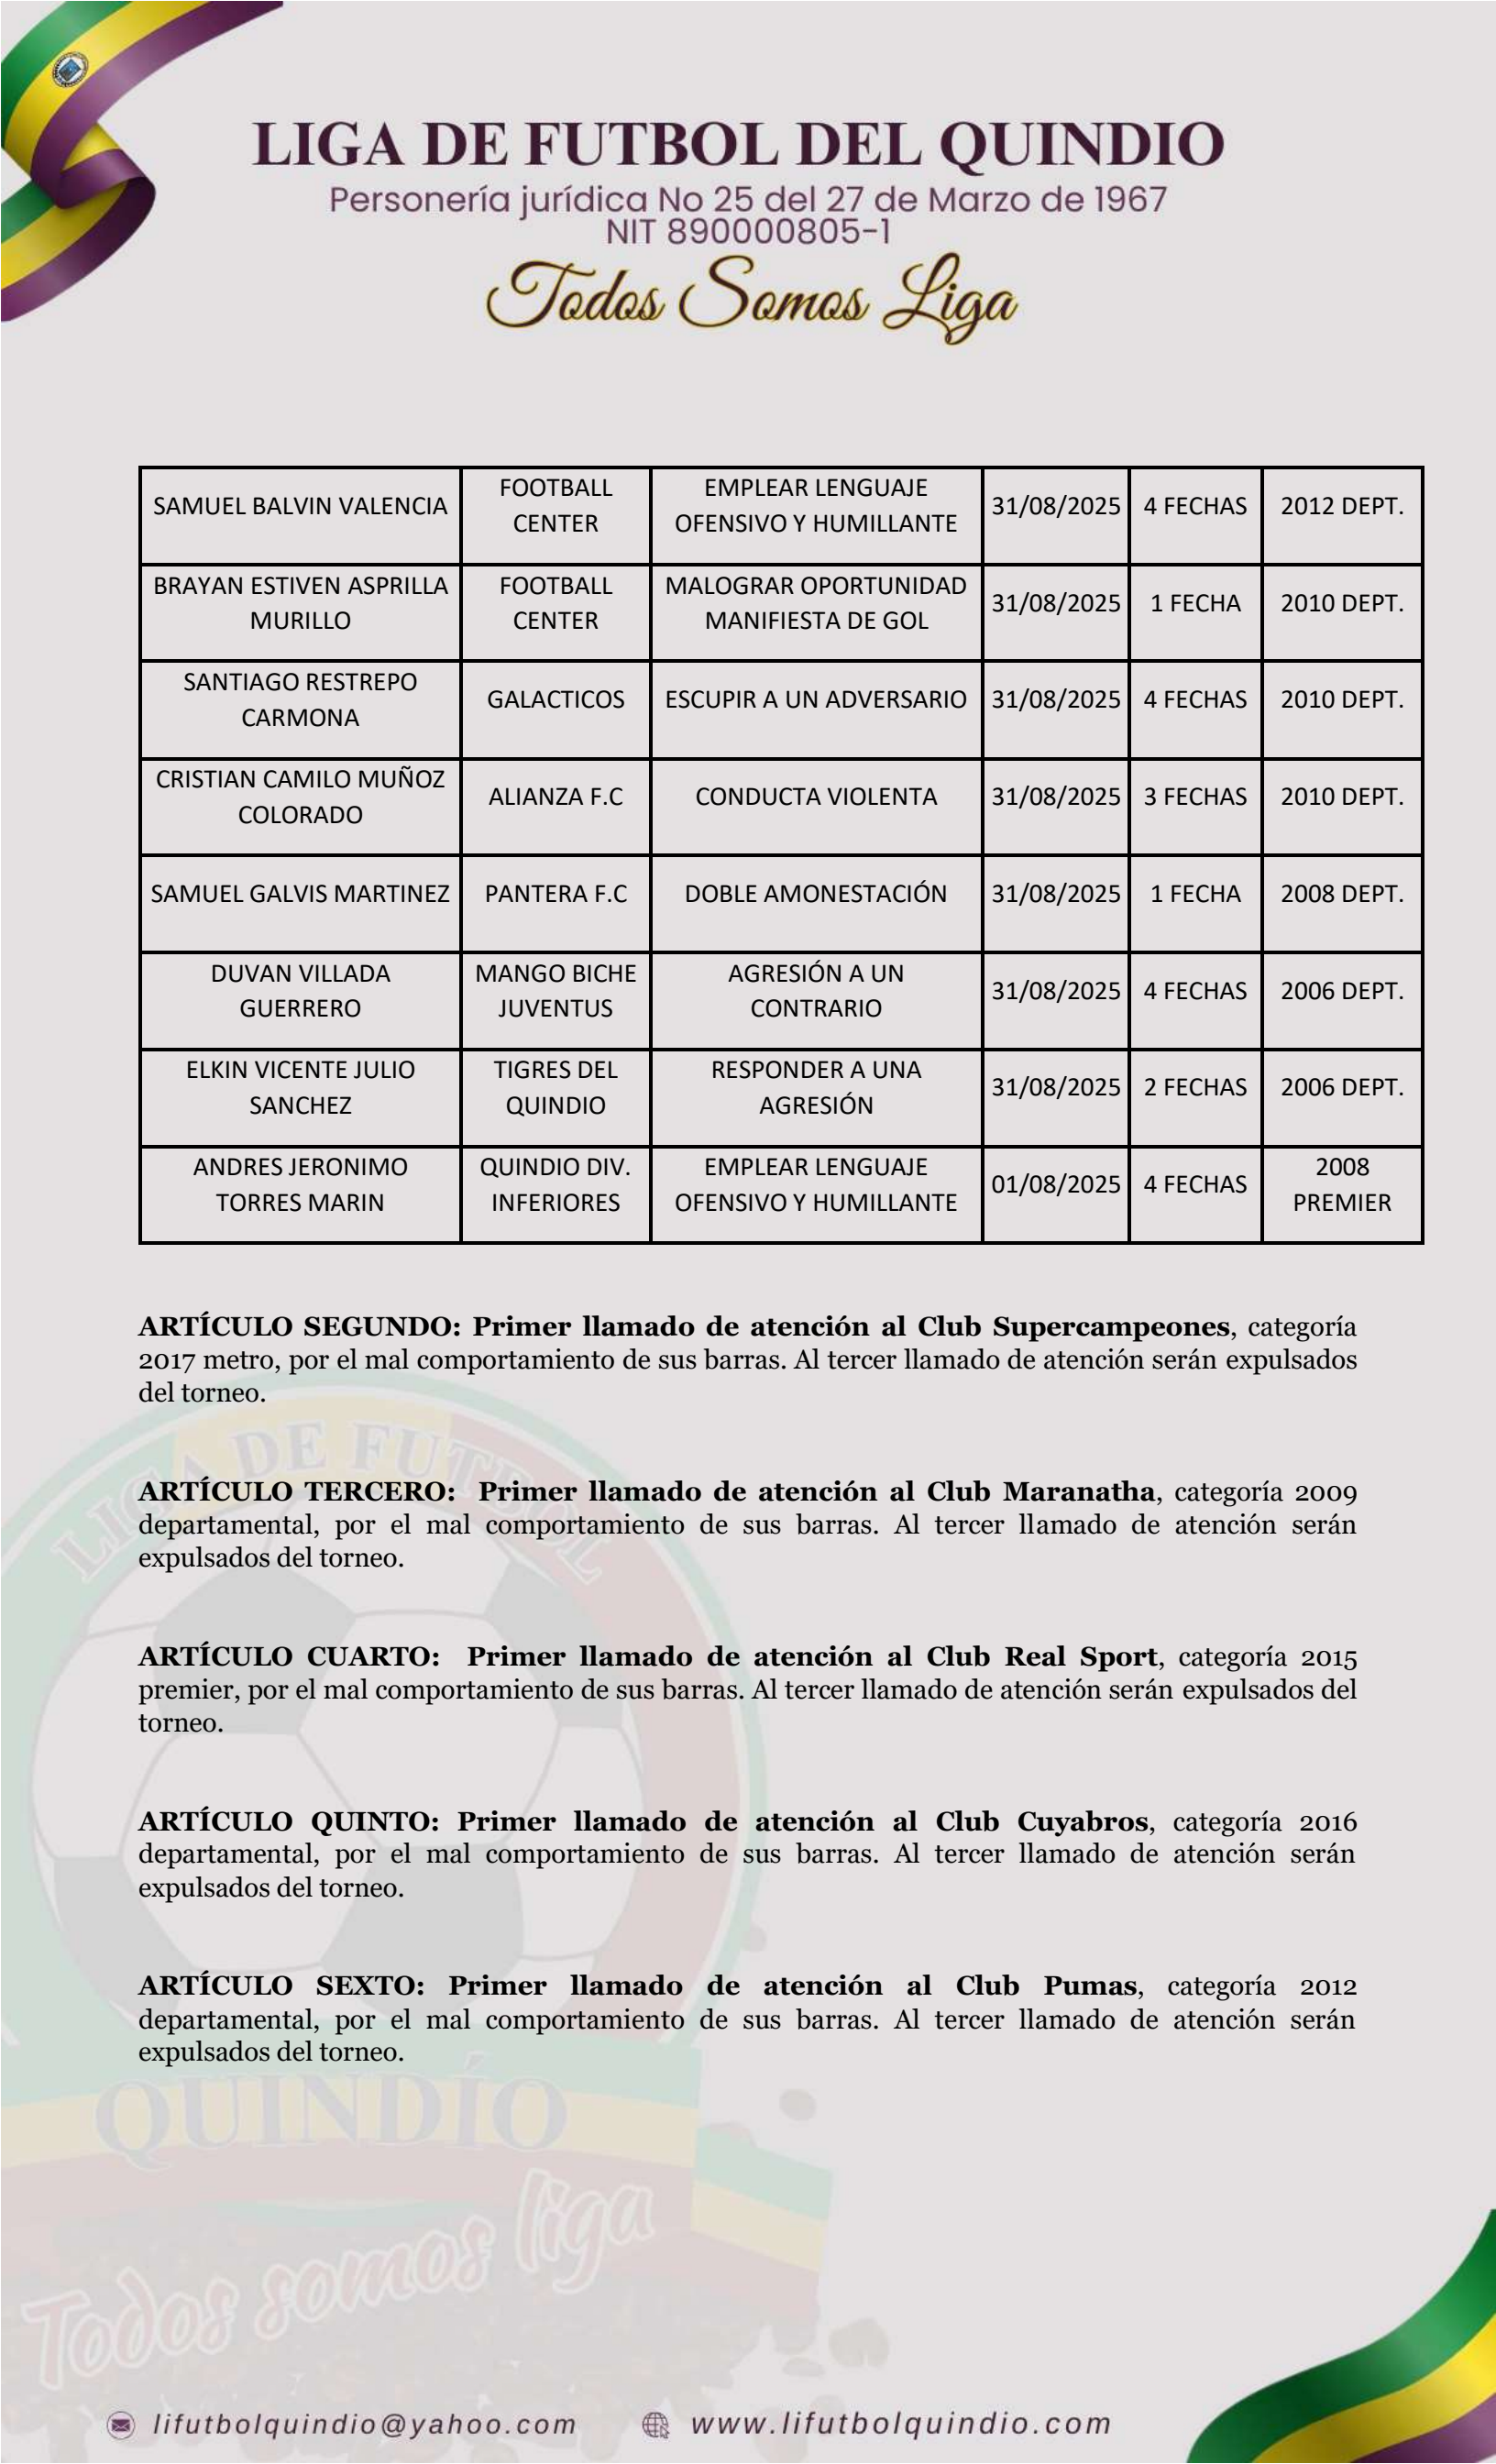 LIGA DE FUTBOL DEL QUINDIO
Personería jurídica No 25 del 27 de Marzo de 1967
NIT 890000805-1
Todos Somos Liga
SAMUEL BALVIN VALENCIA FOOTBALL CENTER EMPLEAR LENGUAJE OFENSIVO Y HUMILLANTE 31/08/2025 4 FECHAS 2012 DEPT.
BRAYAN ESTIVEN ASPRILLA MURILLO FOOTBALL CENTER MALOGRAR OPORTUNIDAD MANIFIESTA DE GOL 31/08/2025 1 FECHA 2010 DEPT.
SANTIAGO RESTREPO CARMONA GALACTICOS ESCUPIR A UN ADVERSARIO 31/08/2025 4 FECHAS 2010 DEPT.
CRISTIAN CAMILO MUÑOZ COLORADO ALIANZA F.C CONDUCTA VIOLENTA 31/08/2025 3 FECHAS 2010 DEPT.
SAMUEL GALVIS MARTINEZ PANTERA F.C DOBLE AMONESTACIÓN 31/08/2025 1 FECHA 2008 DEPT.
DUVAN VILLADA GUERRERO MANGO BICHE JUVENTUS AGRESIÓN A UN CONTRARIO 31/08/2025 4 FECHAS 2006 DEPT.
ELKIN VICENTE JULIO SANCHEZ TIGRES DEL QUINDIO RESPONDER A UNA AGRESIÓN 31/08/2025 2 FECHAS 2006 DEPT.
ANDRES JERONIMO TORRES MARIN QUINDIO DIV. INFERIORES EMPLEAR LENGUAJE OFENSIVO Y HUMILLANTE 01/08/2025 4 FECHAS 2008 PREMIER
ARTÍCULO SEGUNDO: Primer llamado de atención al Club Supercampeones, categoría
2017 metro, por el mal comportamiento de sus barras. Al tercer llamado de atención serán expulsados
del torneo.
ARTÍCULO TERCERO: Primer llamado de atención al Club Maranatha, categoría 2009
departamental, por el mal comportamiento de sus barras. Al tercer llamado de atención serán
expulsados del torneo.
ARTÍCULO CUARTO: Primer llamado de atención al Club Real Sport, categoría 2015
premier, por el mal comportamiento de sus barras. Al tercer llamado de atención serán expulsados del
torneo.
ARTÍCULO QUINTO: Primer llamado de atención al Club Cuyabros, categoría 2016
departamental, por el mal comportamiento de sus barras. Al tercer llamado de atención serán
expulsados del torneo.
ARTÍCULO SEXTO: Primer llamado de atención al Club Pumas, categoría 2012
departamental, por el mal comportamiento de sus barras. Al tercer llamado de atención serán
expulsados del torneo.
LIGA DE FUTBOL
QUINDÍO
Todos somos liga
lifutbolquindio@yahoo.com www.lifutbolquindio.com